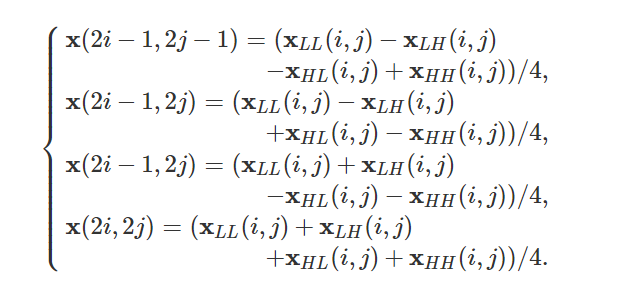 x(2i − 1, 2j − 1) = (x_{LL}(i, j) − x_{LH}(i, j)
−x_{HL}(i, j) + x_{HH}(i, j))/4,
x(2i − 1, 2j) = (x_{LL}(i, j) − x_{LH}(i, j)
+x_{HL}(i, j) − x_{HH}(i, j))/4,
x(2i − 1, 2j) = (x_{LL}(i, j) + x_{LH}(i, j)
−x_{HL}(i, j) − x_{HH}(i, j))/4,
x(2i, 2j) = (x_{LL}(i, j) + x_{LH}(i, j)
+x_{HL}(i, j) + x_{HH}(i, j))/4.